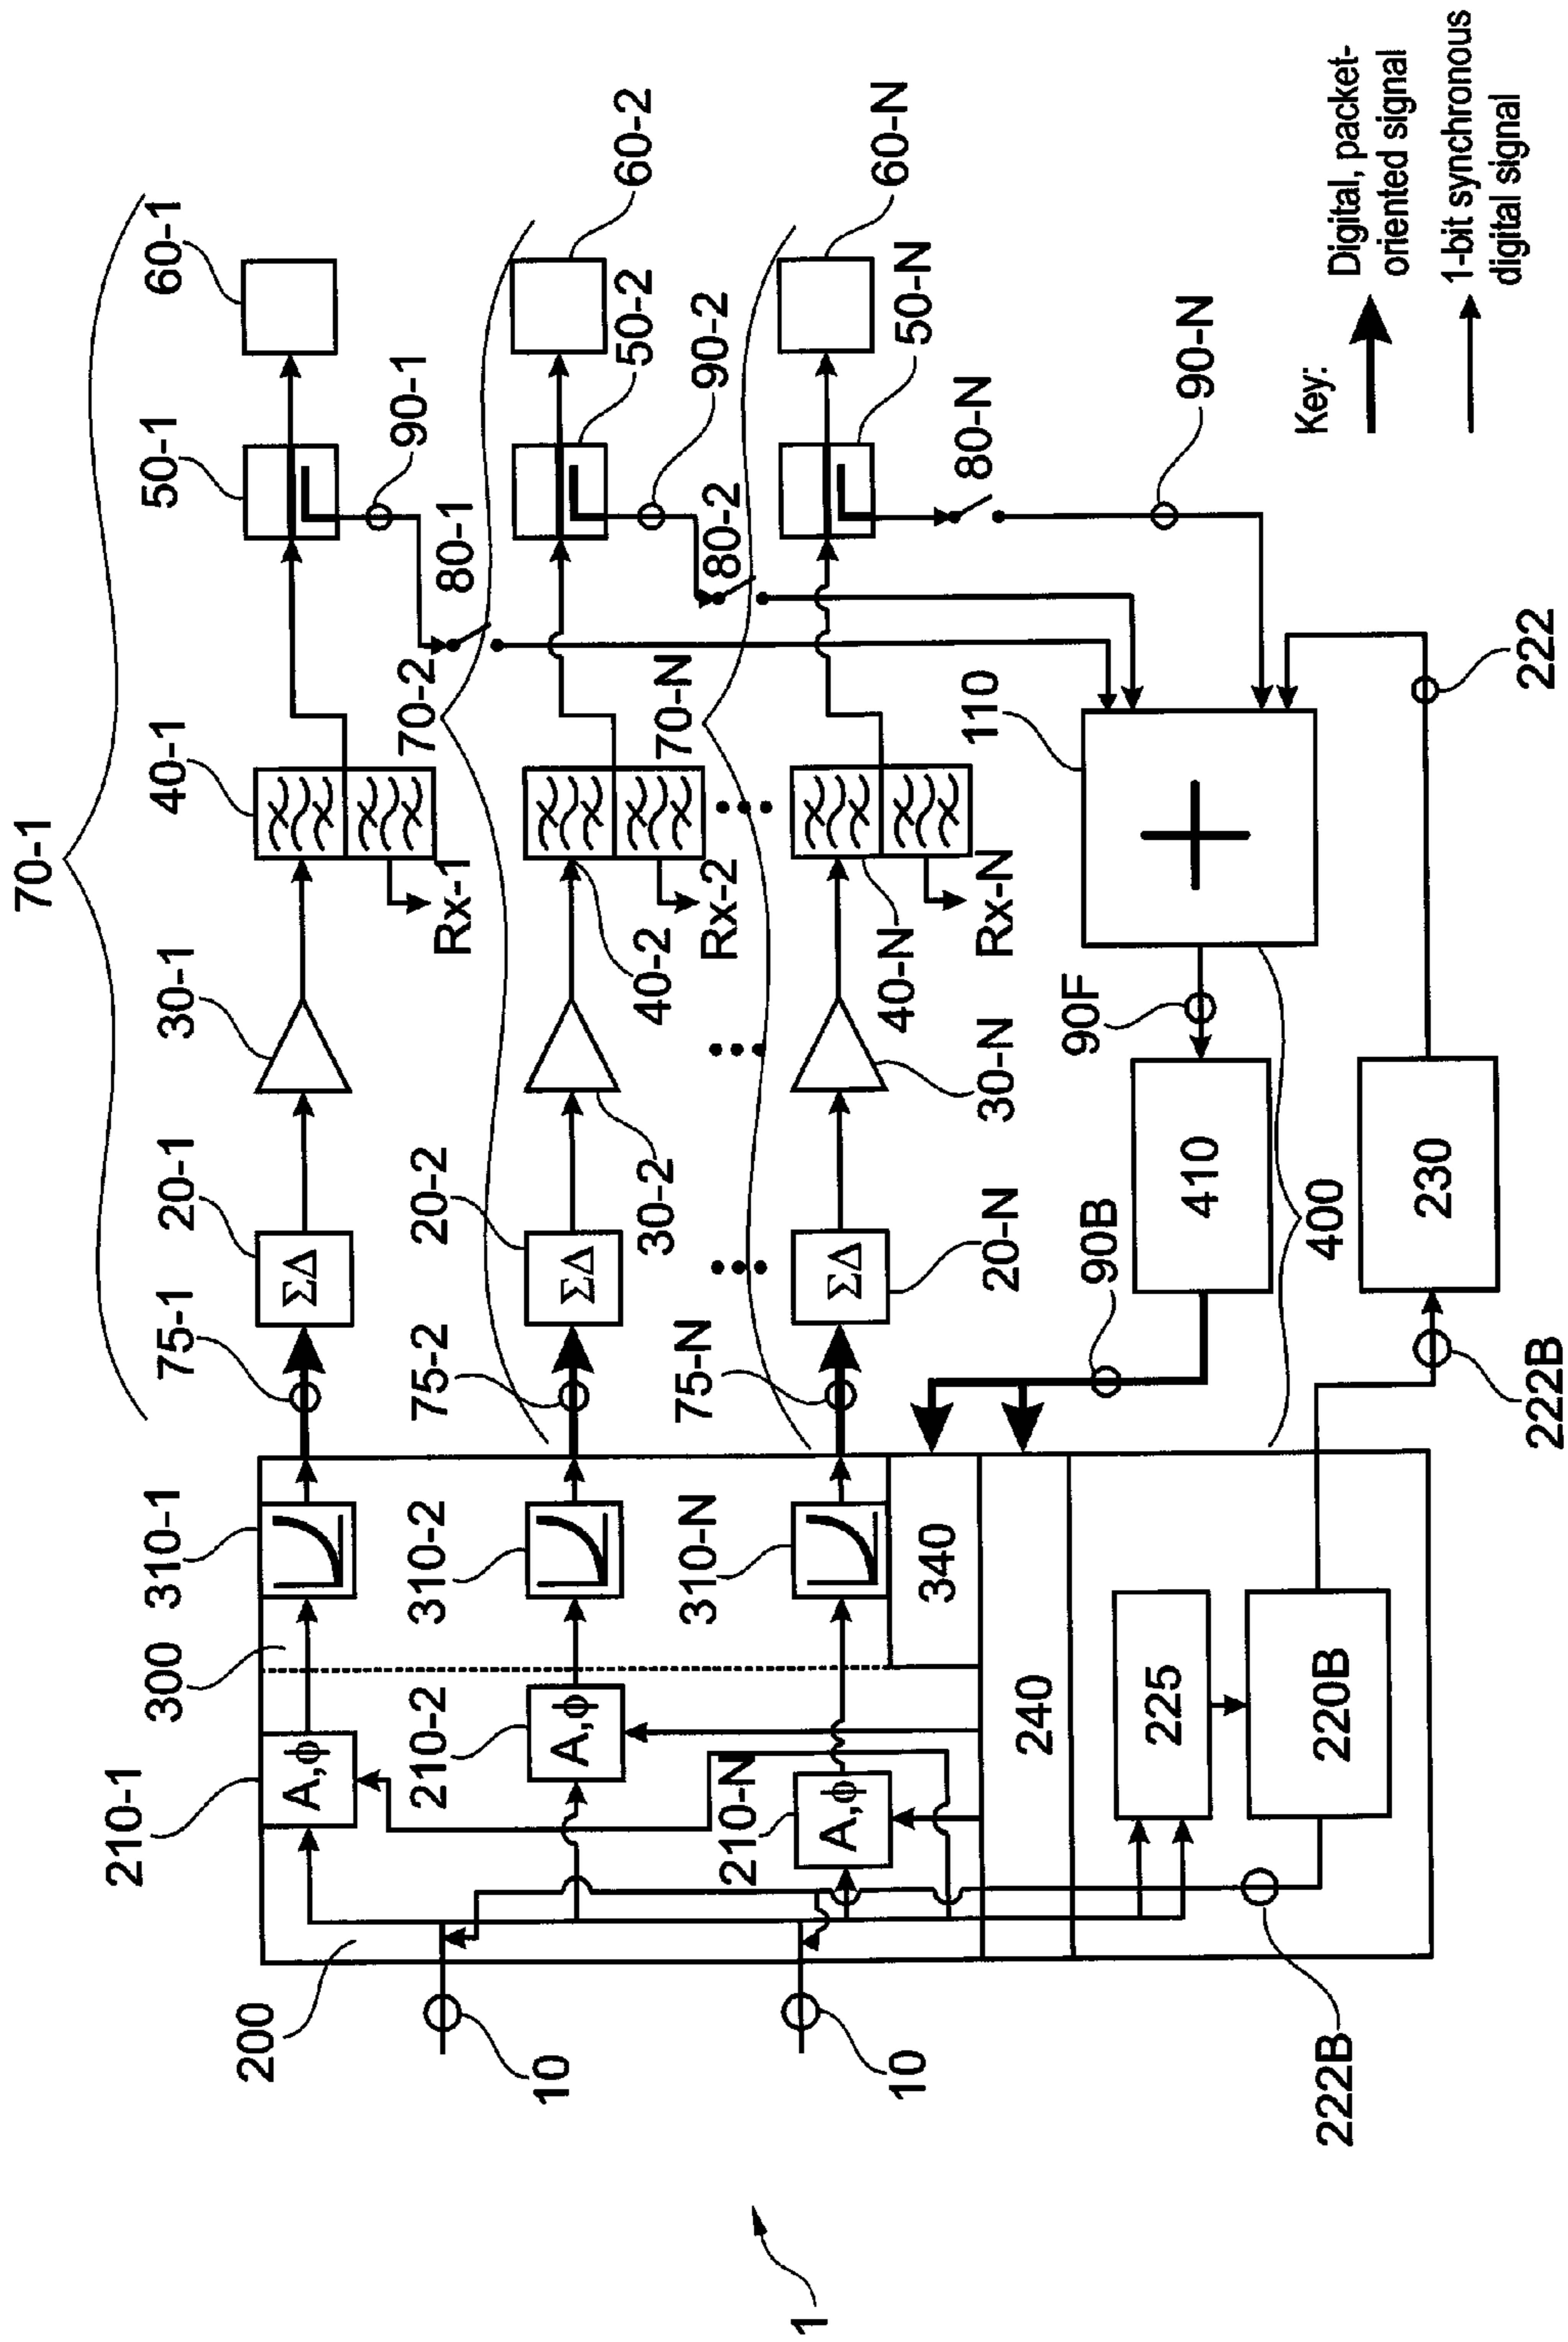 70-1
60-1
50-1
40-1
30-1
20-1
75-1
310-1
300
210-1
200
90-1
80-1
Rx-1
ΣΔ
A,ϕ
60-2
50-2
90-2
80-2
70-2
40-2
Rx-2
30-2
20-2
75-2
310-2
210-2
ΣΔ
A,ϕ
10
60-N
50-N
80-N
90-N
70-N
40-N
Rx-N
30-N
20-N
75-N
310-N
210-N
ΣΔ
A,ϕ
10
110
+
90F
410
90B
400
340
240
225
220B
222B
230
222
222B
1
Key:
Digital, packet-
oriented signal
1-bit synchronous
digital signal